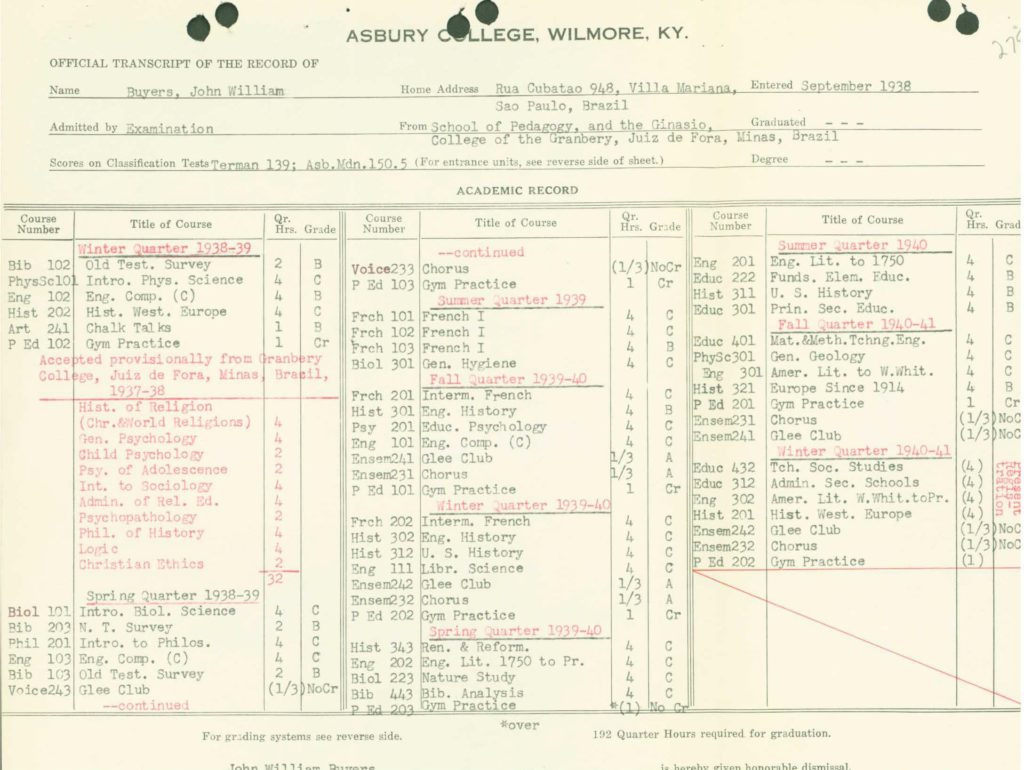 ASBURY COLLEGE, WILMORE, KY.
OFFICIAL TRANSCRIPT OF THE RECORD OF
Name Buyers, John William Home Address Rua Cubatao 948, Villa Mariana, Entered September 1938
Sao Paulo, Brazil
Admitted by Examination From School of Pedagogy, and the Ginasio, Graduated - - -
College of the Granbery, Juiz de Fora, Minas, Brazil
Scores on Classification Tests Terman 139; Asb.Mdn.150.5 (For entrance units, see reverse side of sheet.) Degree - - -
ACADEMIC RECORD
Course Number Title of Course Qr. Hrs. Grade
Winter Quarter 1938-39
Bib 102 Old Test. Survey 2 B
PhysSc101 Intro. Phys. Science 4 C
Eng 102 Eng. Comp. (C) 4 B
Hist 202 Hist. West. Europe 4 C
Art 241 Chalk Talks 1 B
P Ed 102 Gym Practice 1 Cr
Accepted provisionally from Granbery
College, Juiz de Fora, Minas, Brazil,
1937-38
Hist. of Religion
(Chr.&World Religions) 4
Gen. Psychology 4
Child Psychology 2
Psy. of Adolescence 2
Int. to Sociology 4
Admin. of Rel. Ed. 4
Psychopathology 2
Phil. of History 4
Logic 4
Christian Ethics 2
32
Spring Quarter 1938-39
Biol 101 Intro. Biol. Science 4 C
Bib 203 N. T. Survey 2 B
Phil 201 Intro. to Philos. 4 C
Eng 103 Eng. Comp. (C) 4 C
Bib 103 Old Test. Survey 2 B
Voice243 Glee Club (1/3)NoCr
--continued
Course Number Title of Course Qr. Hrs. Grade
--continued
Voice233 Chorus (1/3)NoCr
P Ed 103 Gym Practice 1 Cr
Summer Quarter 1939
Frch 101 French I 4 C
Frch 102 French I 4 C
Frch 103 French I 4 B
Biol 301 Gen. Hygiene 4 C
Fall Quarter 1939-40
Frch 201 Interm. French 4 C
Hist 301 Eng. History 4 B
Psy 201 Educ. Psychology 4 C
Eng 101 Eng. Comp. (C) 4 C
Ensem241 Glee Club 1/3 A
Ensem231 Chorus 1/3 A
P Ed 101 Gym Practice 1 Cr
Winter Quarter 1939-40
Frch 202 Interm. French 4 C
Hist 302 Eng. History 4 C
Hist 312 U. S. History 4 C
Eng 111 Libr. Science 4 C
Ensem242 Glee Club 1/3 A
Ensem232 Chorus 1/3 A
P Ed 202 Gym Practice 1 Cr
Spring Quarter 1939-40
Hist 343 Ren. & Reform. 4 C
Eng 202 Eng. Lit. 1750 to Pr. 4 C
Biol 223 Nature Study 4 C
Bib 443 Bib. Analysis 4 C
P Ed 203 Gym Practice *(1) No Cr
Course Number Title of Course Qr. Hrs. Grad
Summer Quarter 1940
Eng 201 Eng. Lit. to 1750 4 C
Educ 222 Funds. Elem. Educ. 4 B
Hist 311 U. S. History 4 B
Educ 301 Prin. Sec. Educ. 4 B
Fall Quarter 1940-41
Educ 401 Mat.&Meth.Tchng.Eng. 4 C
PhySc301 Gen. Geology 4 C
Eng 301 Amer. Lit. to W.Whit. 4 C
Hist 321 Europe Since 1914 4 B
P Ed 201 Gym Practice 1 Cr
Ensem231 Chorus (1/3)NoC
Ensem241 Glee Club (1/3)NoC
Winter Quarter 1940-41
Educ 432 Tch. Soc. Studies (4)
Educ 312 Admin. Sec. Schools (4)
Eng 302 Amer. Lit. W.Whit.toPr. (4)
Hist 201 Hist. West. Europe (4)
Ensem242 Glee Club (1/3)NoC
Ensem232 Chorus (1/3)NoC
P Ed 202 Gym Practice (1)
present
Regis-
tration
*over
For grading systems see reverse side. 192 Quarter Hours required for graduation.
John William Buyers is hereby given honorable dismissal.